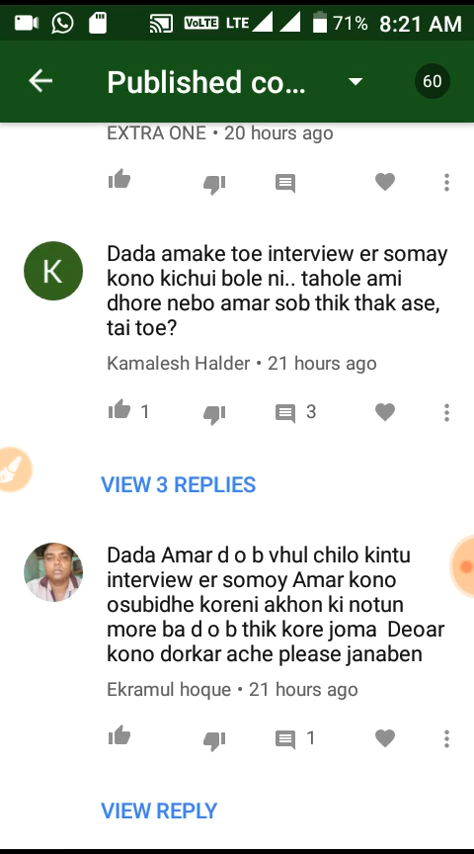 VoLTE LTE 71% 8:21 AM
Published co... 60
EXTRA ONE • 20 hours ago
K
Dada amake toe interview er somay
kono kichui bole ni.. tahole ami
dhore nebo amar sob thik thak ase,
tai toe?
Kamalesh Halder • 21 hours ago
1 3
VIEW 3 REPLIES
Dada Amar d o b vhul chilo kintu
interview er somoy Amar kono
osubidhe koreni akhon ki notun
more ba d o b thik kore joma  Deoar
kono dorkar ache please janaben
Ekramul hoque • 21 hours ago
1
VIEW REPLY